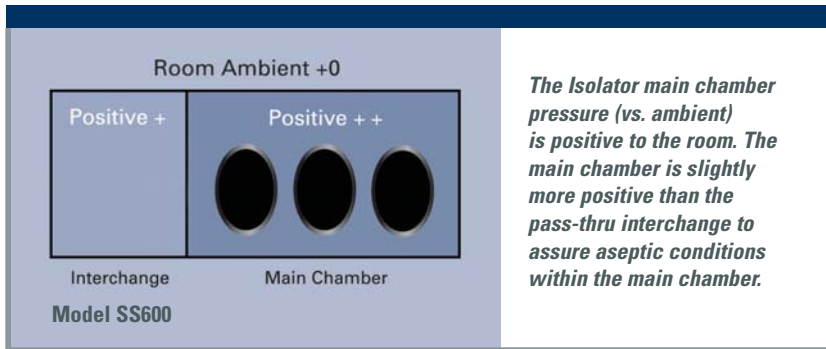 Room Ambient +0
Positive +
Positive + +
Interchange
Main Chamber
Model SS600
The Isolator main chamber
pressure (vs. ambient)
is positive to the room. The
main chamber is slightly
more positive than the
pass-thru interchange to
assure aseptic conditions
within the main chamber.